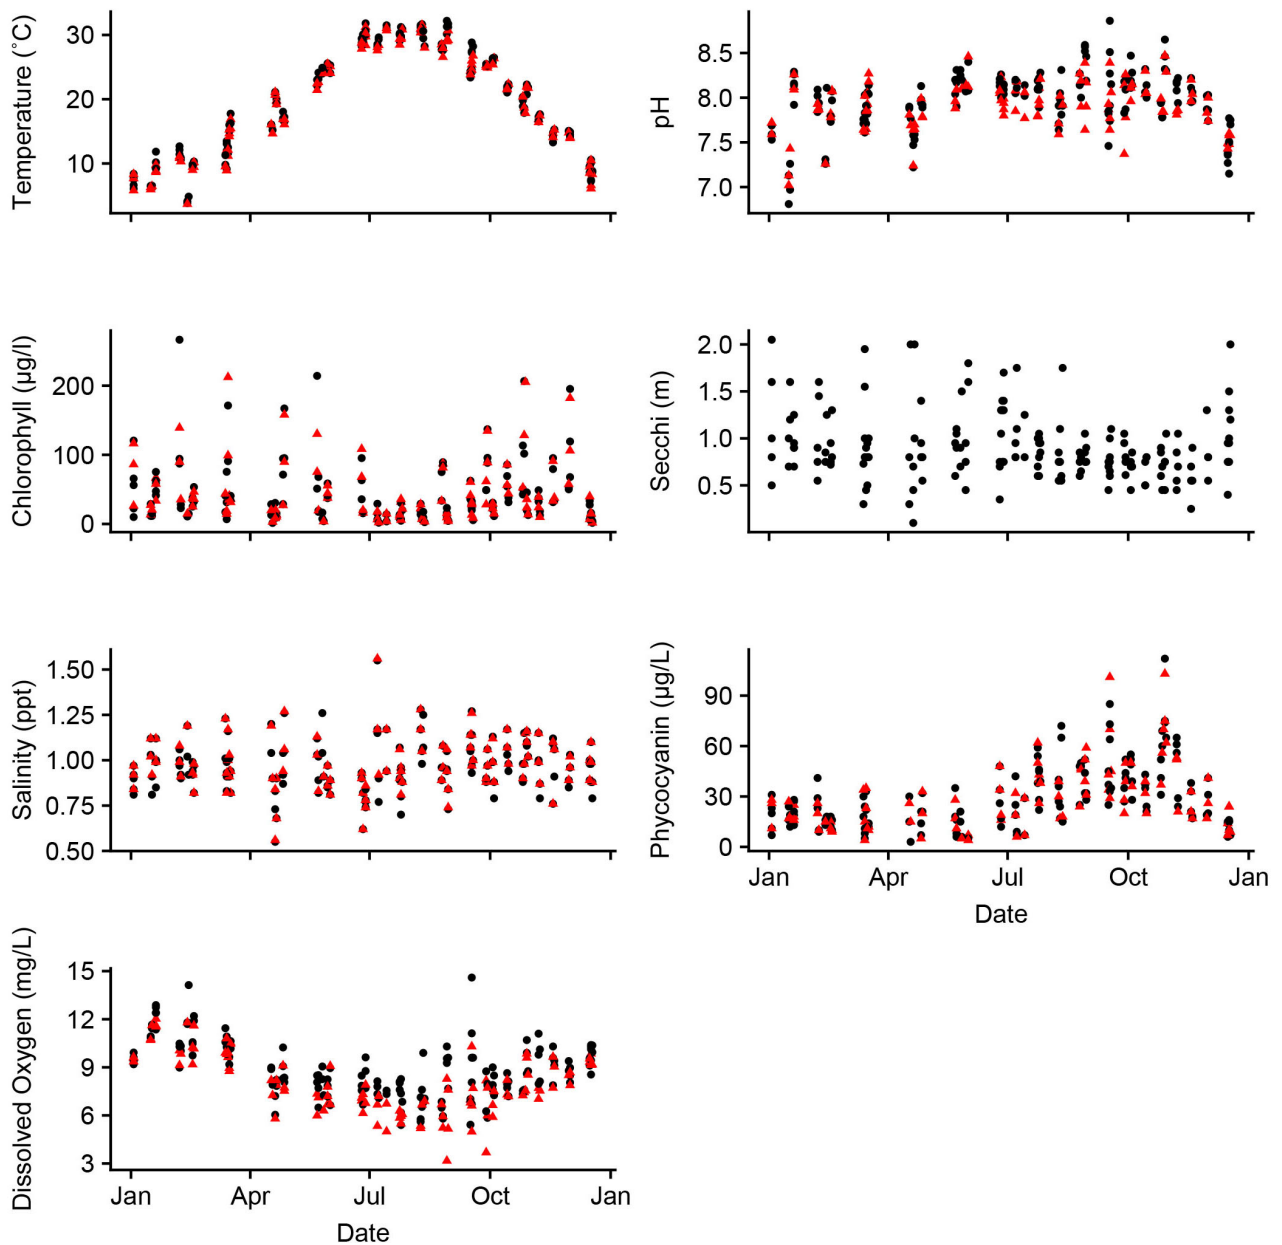 Temperature (˚C)
30
20
10
pH
8.5
8.0
7.5
7.0
Chlorophyll (µg/l)
200
100
0
Secchi (m)
2.0
1.5
1.0
0.5
Salinity (ppt)
1.50
1.25
1.00
0.75
0.50
Phycocyanin (µg/L)
90
60
30
0
Jan Apr Jul Oct Jan
Date
Dissolved Oxygen (mg/L)
15
12
9
6
3
Jan Apr Jul Oct Jan
Date